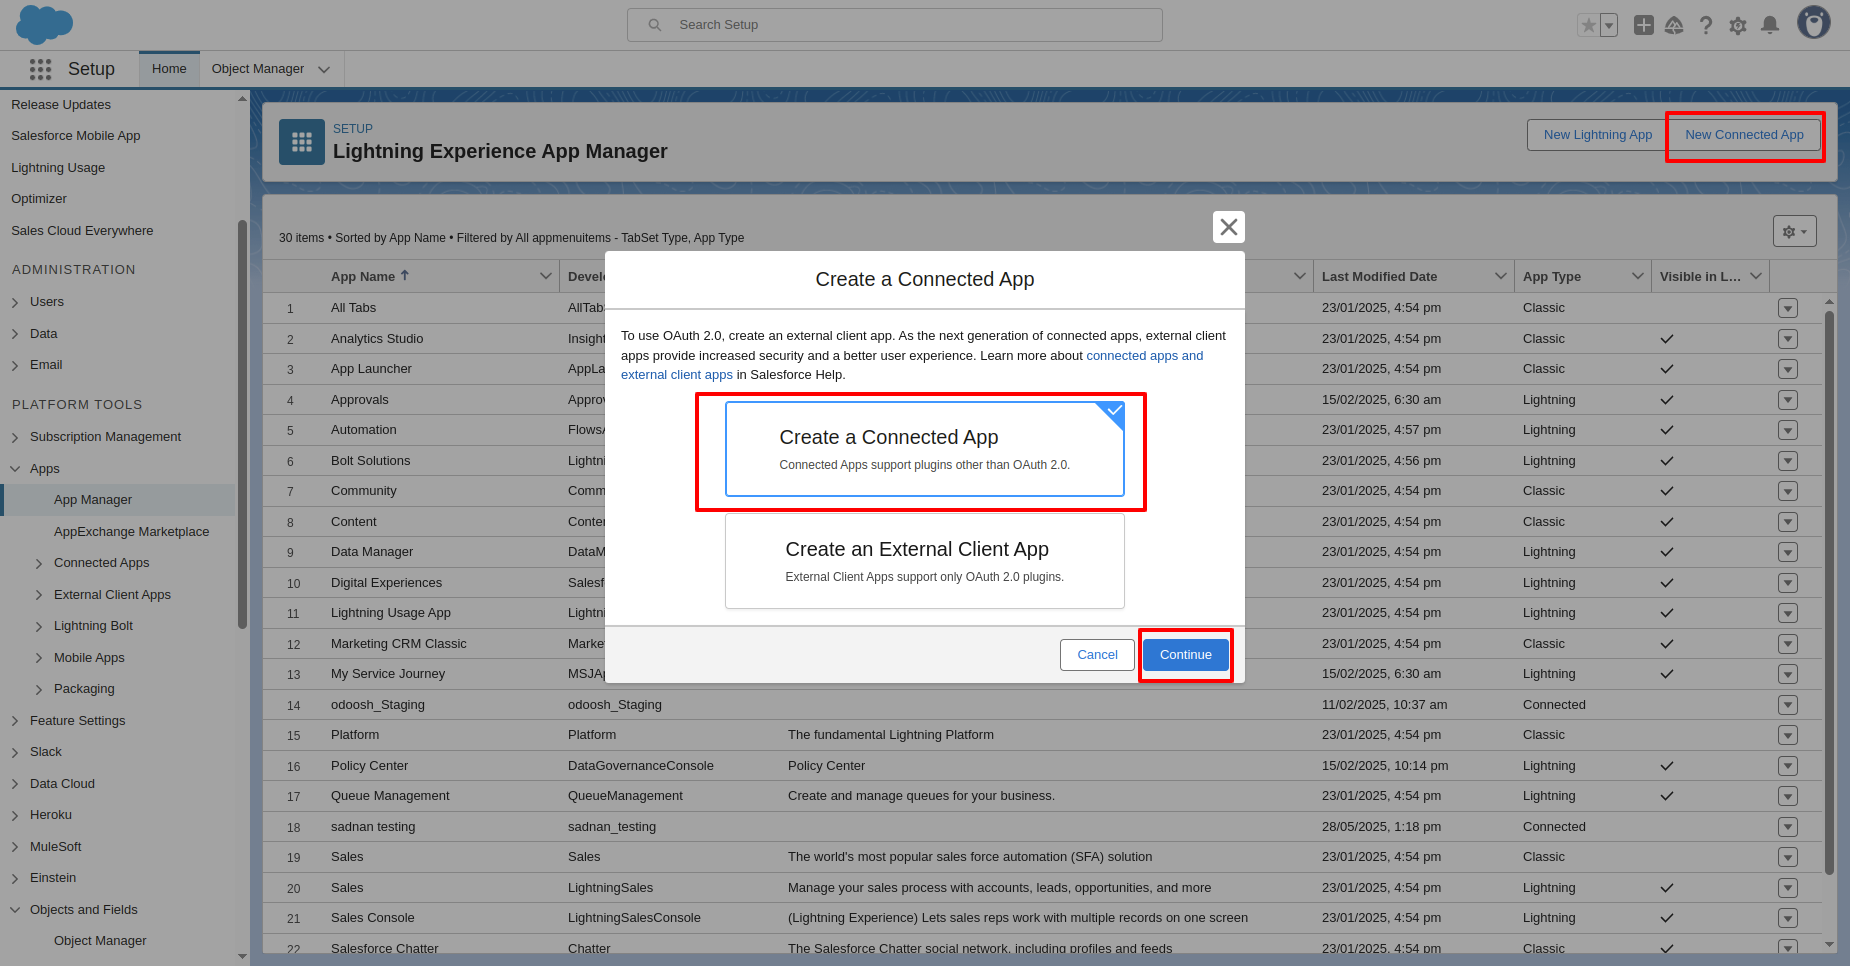 Search Setup
Setup
Home
Object Manager
Release Updates
Salesforce Mobile App
Lightning Usage
Optimizer
Sales Cloud Everywhere
ADMINISTRATION
Users
Data
Email
PLATFORM TOOLS
Subscription Management
Apps
App Manager
AppExchange Marketplace
Connected Apps
External Client Apps
Lightning Bolt
Mobile Apps
Packaging
Feature Settings
Slack
Data Cloud
Heroku
MuleSoft
Einstein
Objects and Fields
Object Manager
SETUP
Lightning Experience App Manager
New Lightning App
New Connected App
30 items • Sorted by App Name • Filtered by All appmenuitems - TabSet Type, App Type
App Name Devel Last Modified Date App Type Visible in L...
1 All Tabs AllTab 23/01/2025, 4:54 pm Classic
2 Analytics Studio Insight 23/01/2025, 4:54 pm Classic
3 App Launcher AppLa 23/01/2025, 4:54 pm Classic
4 Approvals Approv 15/02/2025, 6:30 am Lightning
5 Automation FlowsA 23/01/2025, 4:57 pm Lightning
6 Bolt Solutions Lightni 23/01/2025, 4:56 pm Lightning
7 Community Comm 23/01/2025, 4:54 pm Classic
8 Content Conten 23/01/2025, 4:54 pm Classic
9 Data Manager DataM 23/01/2025, 4:54 pm Lightning
10 Digital Experiences Salesf 23/01/2025, 4:54 pm Lightning
11 Lightning Usage App Lightni 23/01/2025, 4:54 pm Lightning
12 Marketing CRM Classic Marke 23/01/2025, 4:54 pm Classic
13 My Service Journey MSJAp 15/02/2025, 6:30 am Lightning
14 odoosh_Staging odoosh_Staging 11/02/2025, 10:37 am Connected
15 Platform Platform The fundamental Lightning Platform 23/01/2025, 4:54 pm Classic
16 Policy Center DataGovernanceConsole Policy Center 15/02/2025, 10:14 pm Lightning
17 Queue Management QueueManagement Create and manage queues for your business. 23/01/2025, 4:54 pm Lightning
18 sadnan testing sadnan_testing 28/05/2025, 1:18 pm Connected
19 Sales Sales The world's most popular sales force automation (SFA) solution 23/01/2025, 4:54 pm Classic
20 Sales LightningSales Manage your sales process with accounts, leads, opportunities, and more 23/01/2025, 4:54 pm Lightning
21 Sales Console LightningSalesConsole (Lightning Experience) Lets sales reps work with multiple records on one screen 23/01/2025, 4:54 pm Lightning
22 Salesforce Chatter Chatter The Salesforce Chatter social network, including profiles and feeds 23/01/2025, 4:54 pm Classic
Create a Connected App
To use OAuth 2.0, create an external client app. As the next generation of connected apps, external client
apps provide increased security and a better user experience. Learn more about connected apps and
external client apps in Salesforce Help.
Create a Connected App
Connected Apps support plugins other than OAuth 2.0.
Create an External Client App
External Client Apps support only OAuth 2.0 plugins.
Cancel
Continue